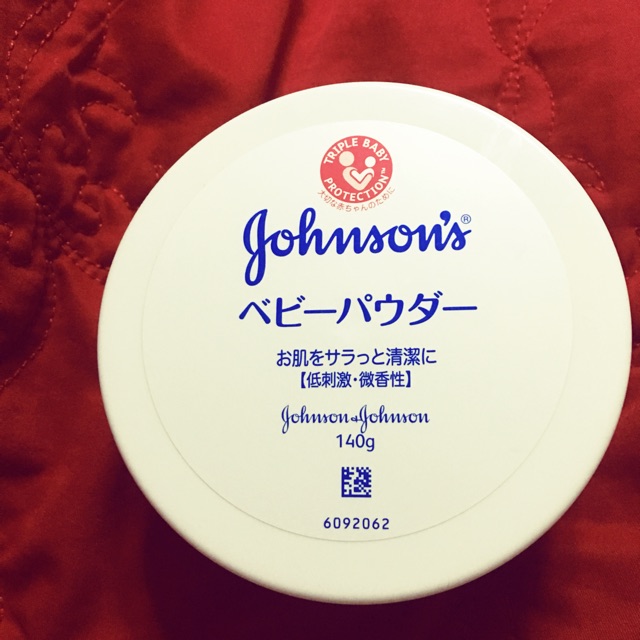 TRIPLE BABY
PROTECTION™
大切な赤ちゃんのために
Johnson's®
ベビーパウダー
お肌をサラっと清潔に
【低刺激・微香性】
Johnson & Johnson
140g
6092062